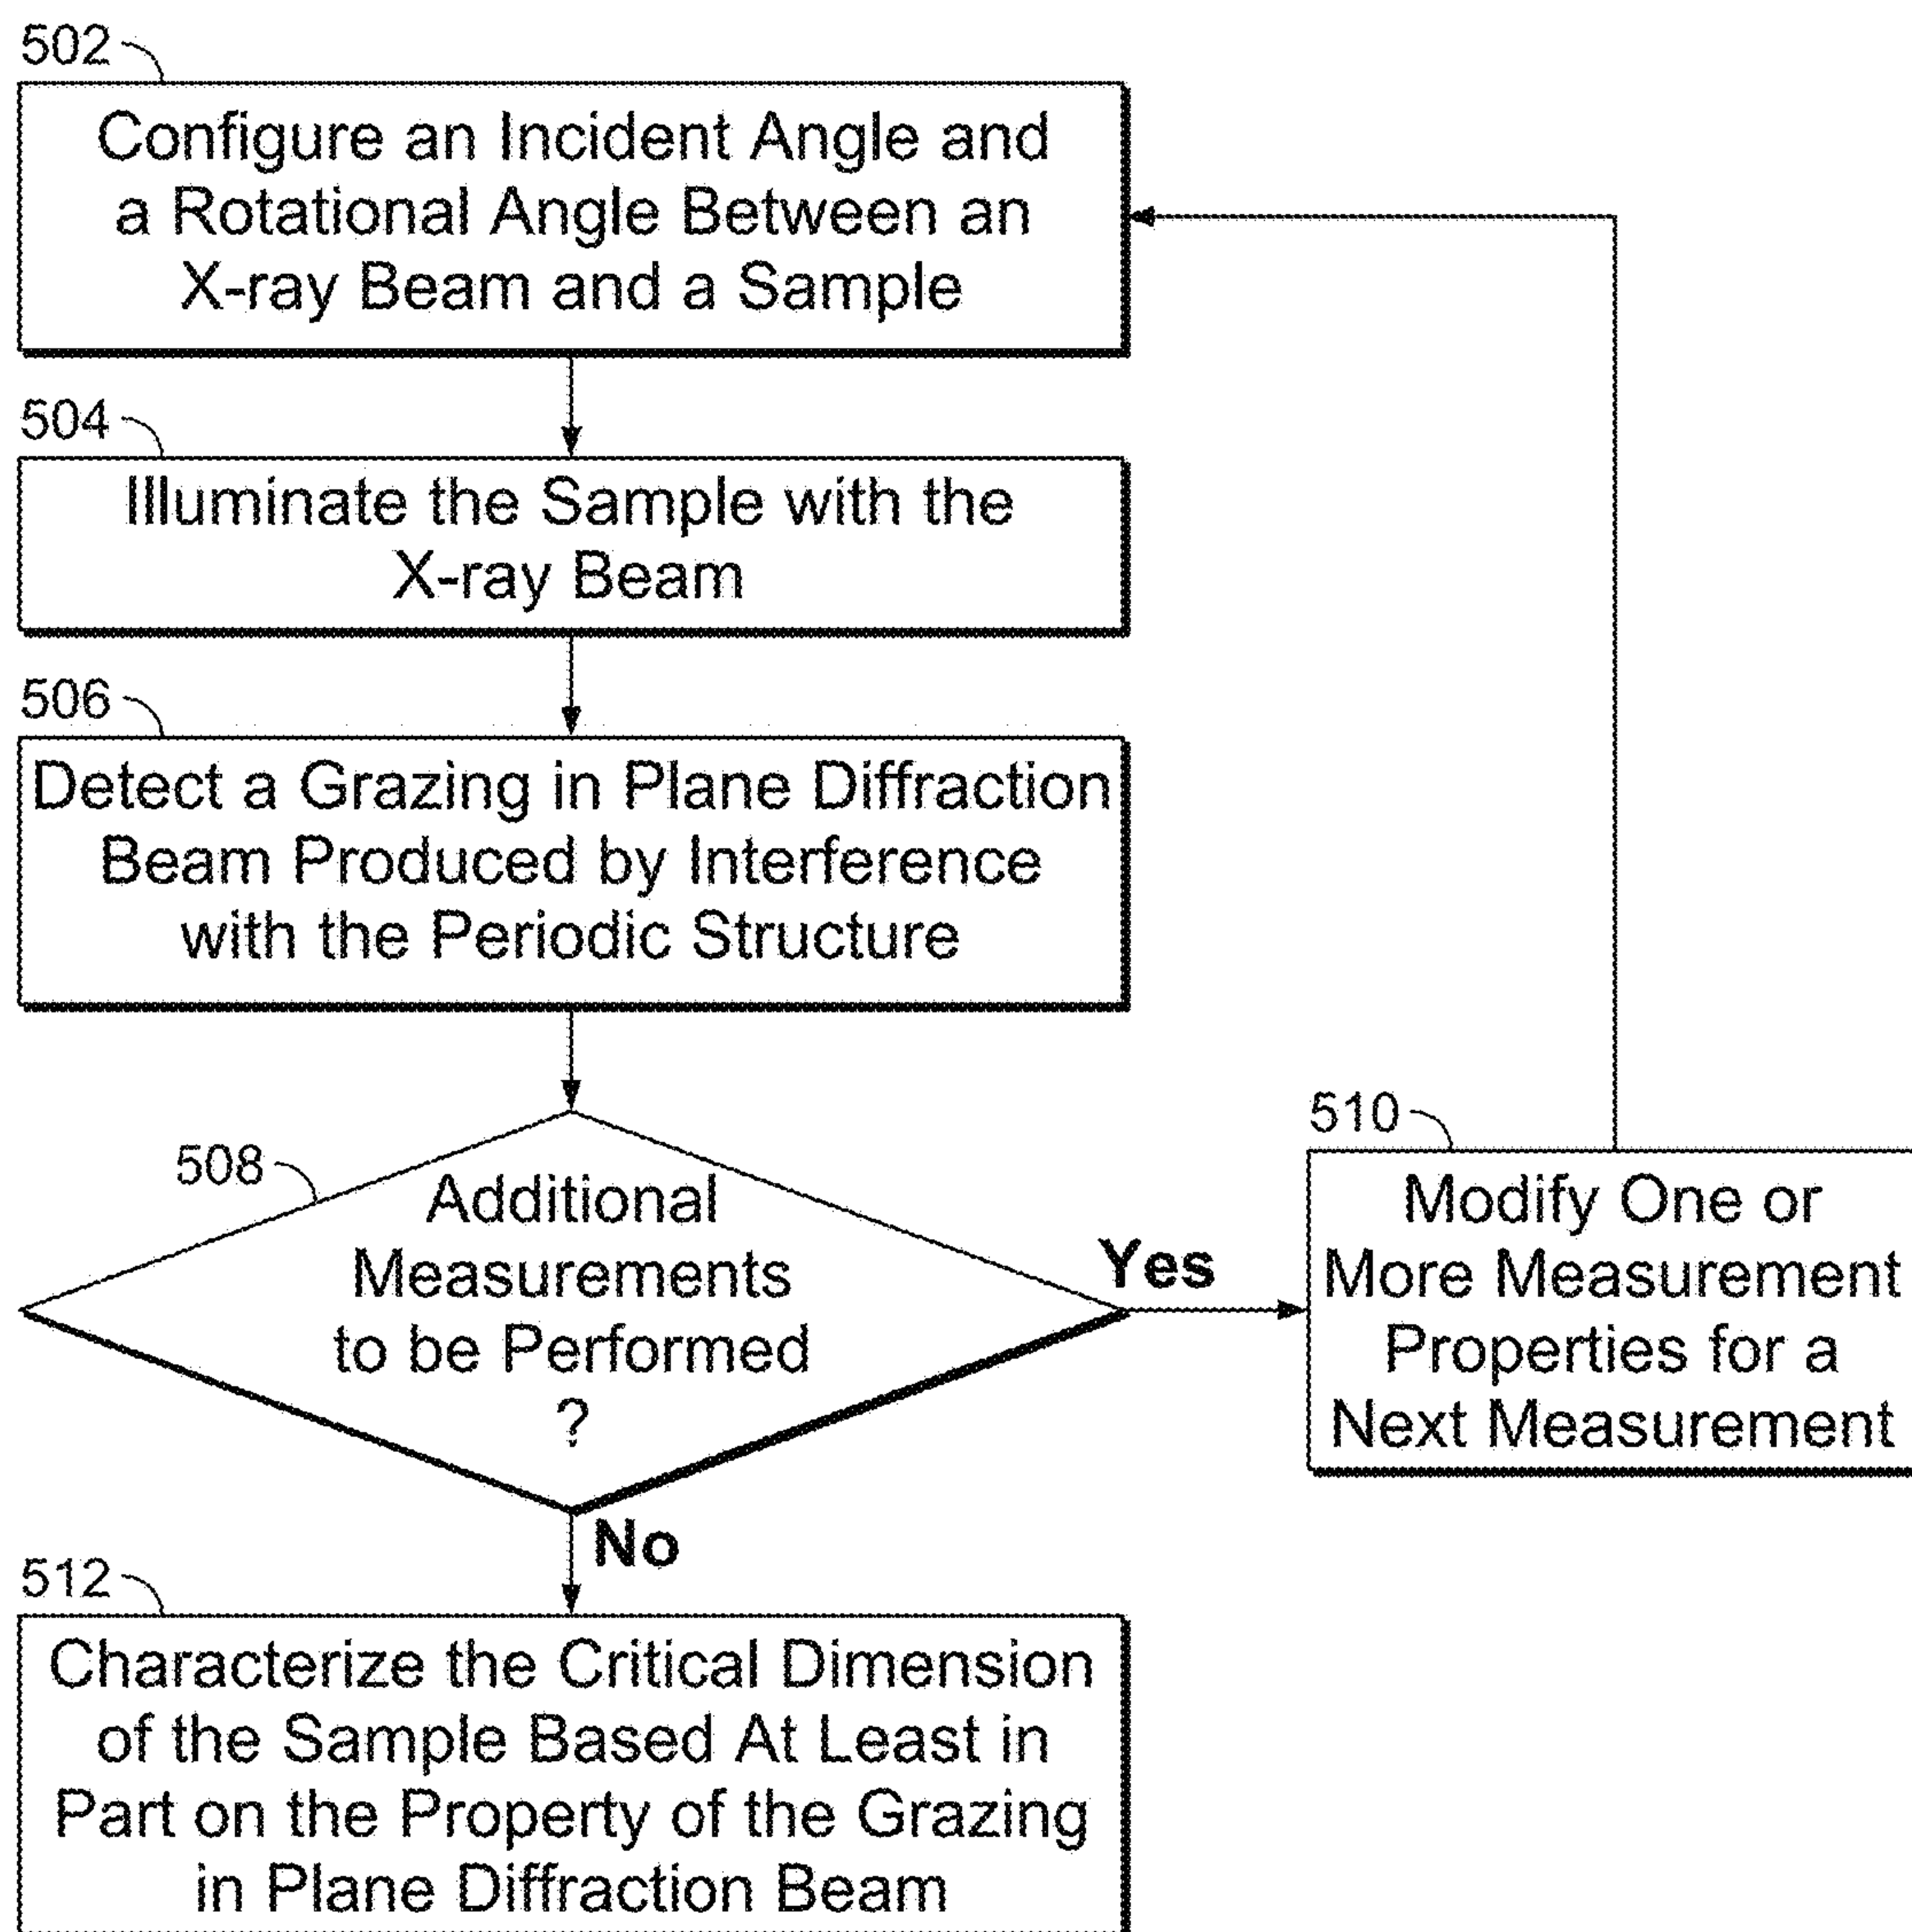 502
Configure an Incident Angle and
a Rotational Angle Between an
X-ray Beam and a Sample
504
Illuminate the Sample with the
X-ray Beam
506
Detect a Grazing in Plane Diffraction
Beam Produced by Interference
with the Periodic Structure
508
Additional
Measurements
to be Performed
?
Yes
510
Modify One or
More Measurement
Properties for a
Next Measurement
No
512
Characterize the Critical Dimension
of the Sample Based At Least in
Part on the Property of the Grazing
in Plane Diffraction Beam